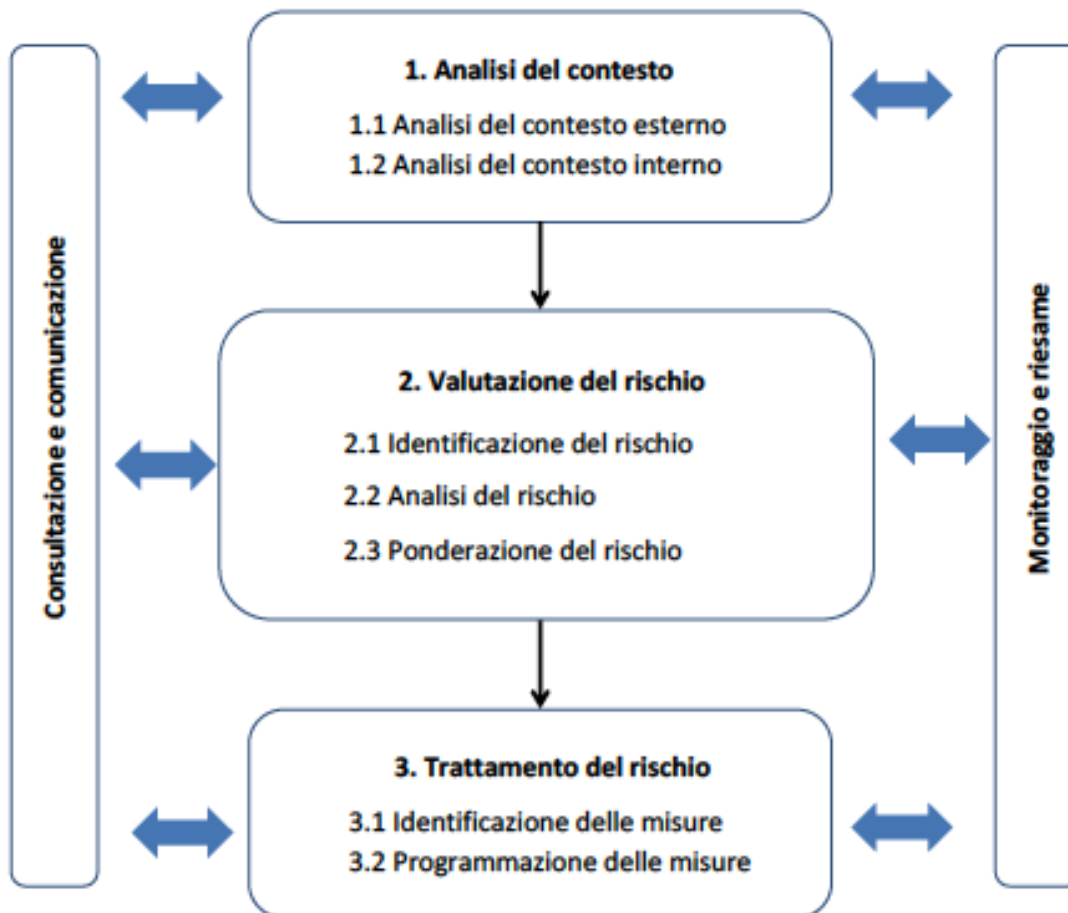 Consultazione e comunicazione
1. Analisi del contesto
1.1 Analisi del contesto esterno
1.2 Analisi del contesto interno
2. Valutazione del rischio
2.1 Identificazione del rischio
2.2 Analisi del rischio
2.3 Ponderazione del rischio
3. Trattamento del rischio
3.1 Identificazione delle misure
3.2 Programmazione delle misure
Monitoraggio e riesame